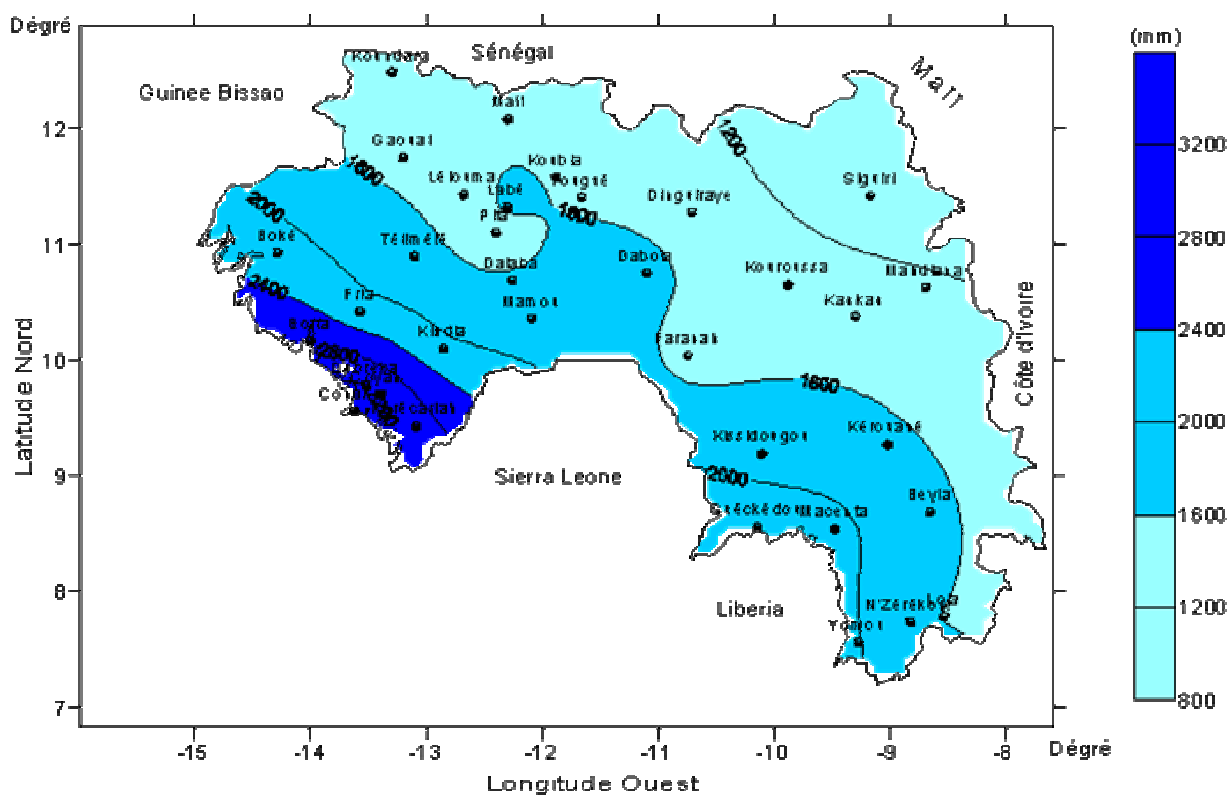 Dégré
Sénégal
Mali
(mm)
Guinee Bissao
Koundara
Mali
12
1200
3200
Gaoual
1600
Koubia
Lélouma
Tougué
Labé
Siguiri
Dinguiraye
2000
Pita
1600
11
Boké
Télimélé
Dabola
2800
Dalaba
Kouroussa
Mandiana
2400
Fria
Mamou
Kankan
Côte d'Ivoire
Latitude Nord
Boffa
Kindia
2400
10
Faranah
1600
2000
Kissidougou
Kérouané
9
Sierra Leone
2000
Beyla
Macenta
1600
8
Liberia
Lola
1200
Yomou
7
800
-15
-14
-13
-12
-11
-10
-9
-8
Dégré
Longitude Ouest